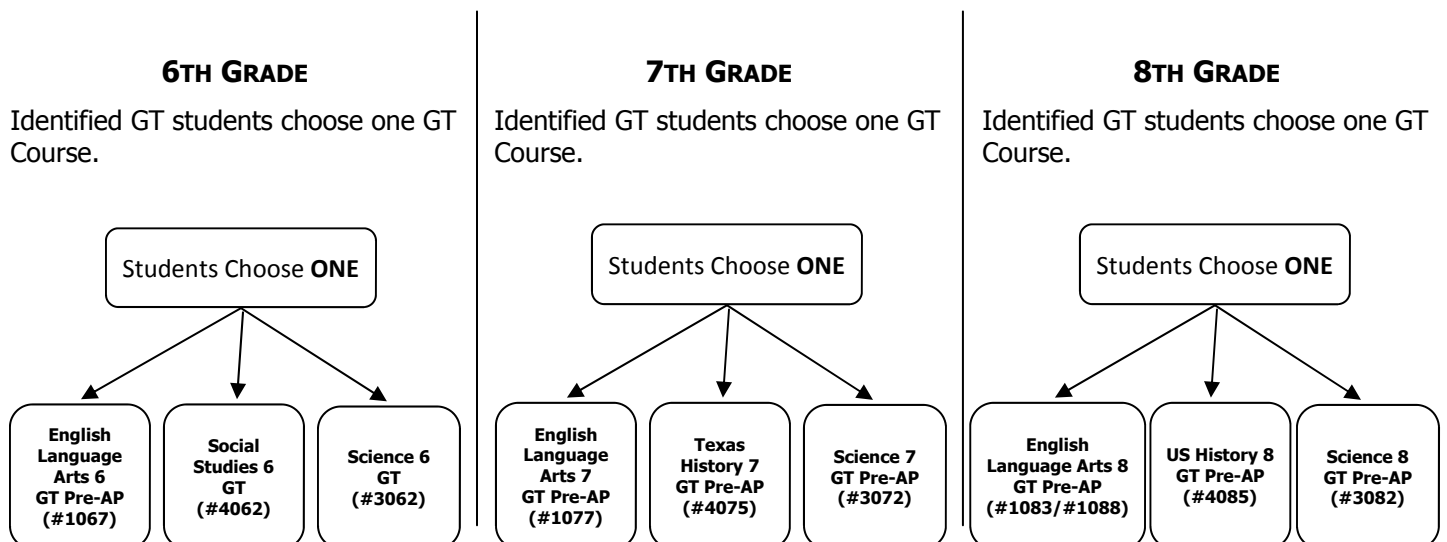 6TH GRADE
Identified GT students choose one GT
Course.
Students Choose ONE
English
Language
Arts 6
GT Pre-AP
(#1067)
Social
Studies 6
GT
(#4062)
Science 6
GT
(#3062)
7TH GRADE
Identified GT students choose one GT
Course.
Students Choose ONE
English
Language
Arts 7
GT Pre-AP
(#1077)
Texas
History 7
GT Pre-AP
(#4075)
Science 7
GT Pre-AP
(#3072)
8TH GRADE
Identified GT students choose one GT
Course.
Students Choose ONE
English
Language Arts 8
GT Pre-AP
(#1083/#1088)
US History 8
GT Pre-AP
(#4085)
Science 8
GT Pre-AP
(#3082)